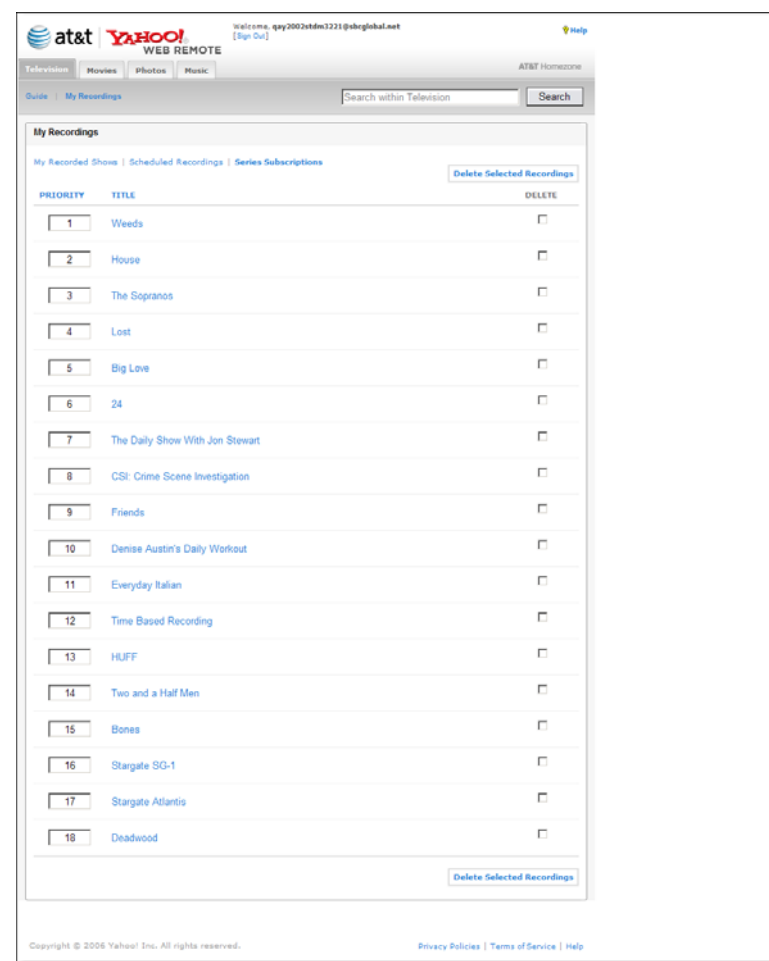 Welcome, qay2002stdm3221@sbcglobal.net
[Sign Out]
Help
at&t YAHOO!
WEB REMOTE
Television Movies Photos Music AT&T Homezone
Guide | My Recordings Search within Television Search
My Recordings
My Recorded Shows | Scheduled Recordings | Series Subscriptions
Delete Selected Recordings
PRIORITY TITLE DELETE
1 Weeds
2 House
3 The Sopranos
4 Lost
5 Big Love
6 24
7 The Daily Show With Jon Stewart
8 CSI: Crime Scene Investigation
9 Friends
10 Denise Austin's Daily Workout
11 Everyday Italian
12 Time Based Recording
13 HUFF
14 Two and a Half Men
15 Bones
16 Stargate SG-1
17 Stargate Atlantis
18 Deadwood
Delete Selected Recordings
Copyright © 2006 Yahoo! Inc. All rights reserved. Privacy Policies | Terms of Service | Help